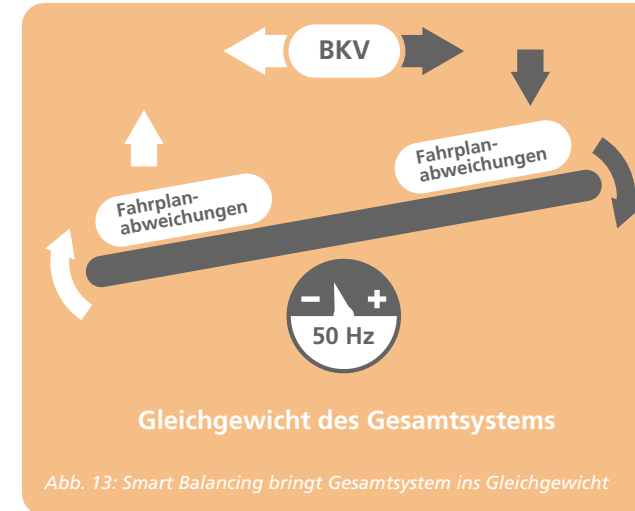 BKV
Fahrplan-
abweichungen
Fahrplan-
abweichungen
− +
50 Hz
Gleichgewicht des Gesamtsystems
Abb. 13: Smart Balancing bringt Gesamtsystem ins Gleichgewicht